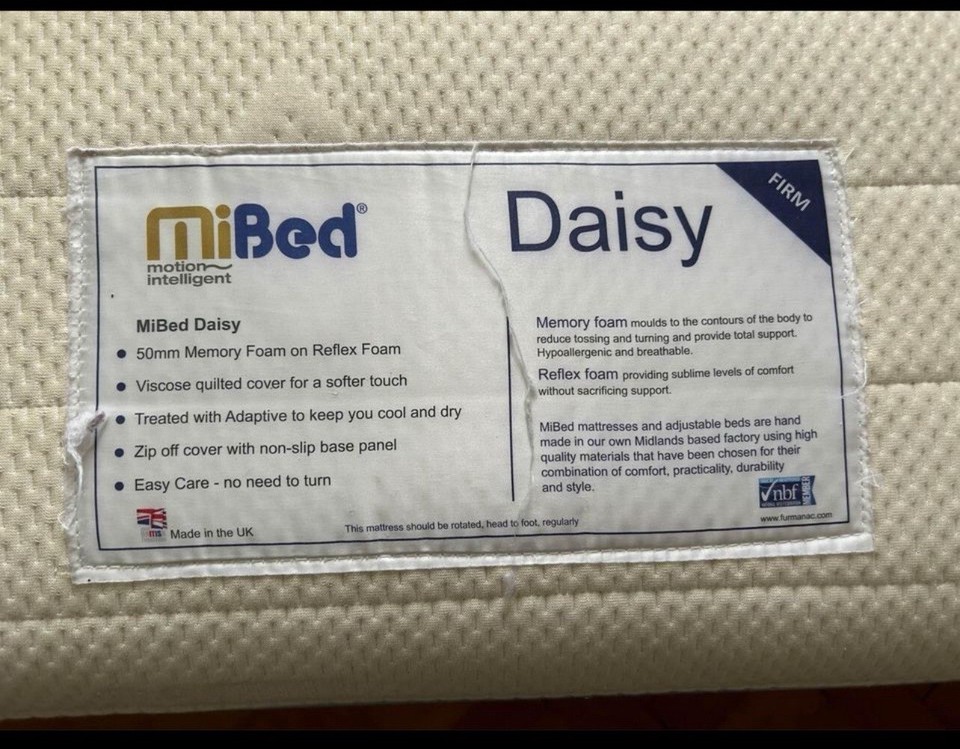 miBed®
motion
intelligent
Daisy
FIRM
MiBed Daisy
• 50mm Memory Foam on Reflex Foam
• Viscose quilted cover for a softer touch
• Treated with Adaptive to keep you cool and dry
• Zip off cover with non-slip base panel
• Easy Care - no need to turn
Made in the UK
This mattress should be rotated, head to foot, regularly
Memory foam moulds to the contours of the body to
reduce tossing and turning and provide total support.
Hypoallergenic and breathable.
Reflex foam providing sublime levels of comfort
without sacrificing support.
MiBed mattresses and adjustable beds are hand
made in our own Midlands based factory using high
quality materials that have been chosen for their
combination of comfort, practicality, durability
and style.
nbf
MEMBER
www.furmanac.com